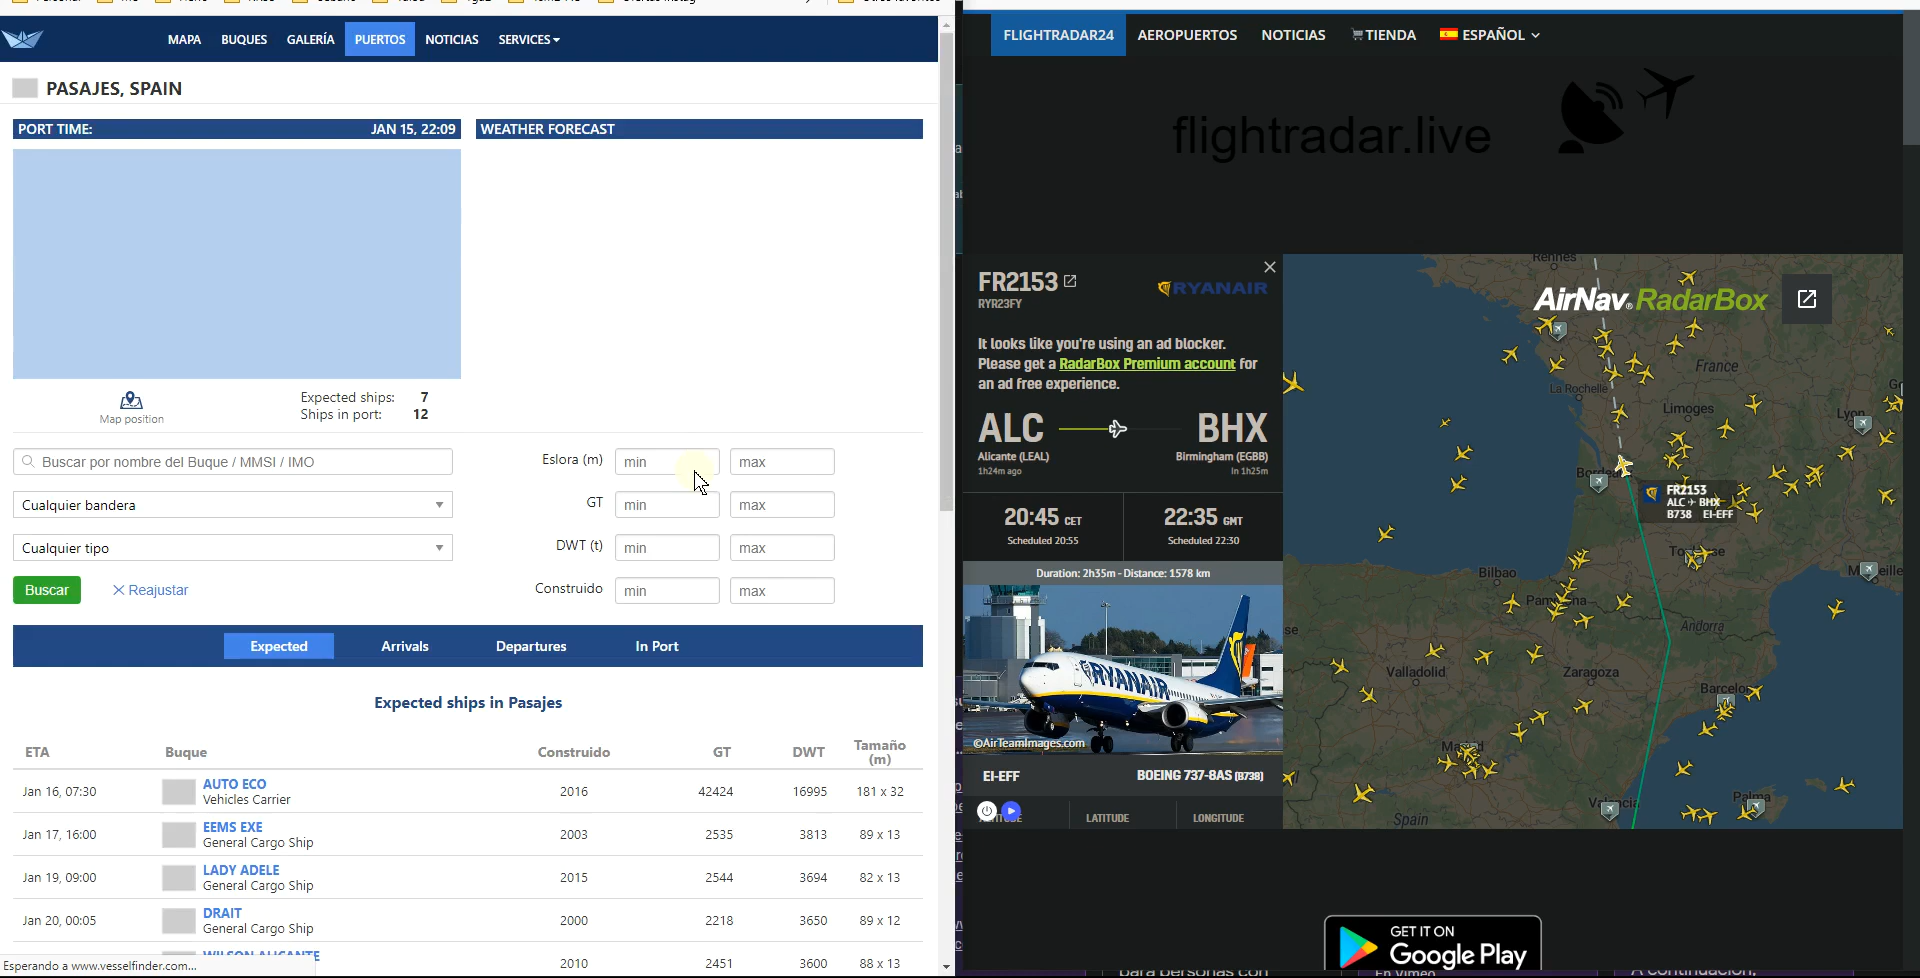 MAPA BUQUES GALERÍA PUERTOS NOTICIAS SERVICES
PASAJES, SPAIN
PORT TIME: JAN 15, 22:09
WEATHER FORECAST
Map position
Expected ships: 7
Ships in port: 12
Buscar por nombre del Buque / MMSI / IMO
Eslora (m) min max
Cualquier bandera
GT min max
Cualquier tipo
DWT (t) min max
Buscar
Reajustar
Construido min max
Expected Arrivals Departures In Port
Expected ships in Pasajes
ETA Buque Construido GT DWT Tamaño
(m)
Jan 16, 07:30 AUTO ECO 2016 42424 16995 181 x 32
Vehicles Carrier
Jan 17, 16:00 EEMS EXE 2003 2535 3813 89 x 13
General Cargo Ship
Jan 19, 09:00 LADY ADELE 2015 2544 3694 82 x 13
General Cargo Ship
Jan 20, 00:05 DRAIT 2000 2218 3650 89 x 12
General Cargo Ship
WILSON ALICANTE
2010 2451 3600 88 x 13
Esperando a www.vesselfinder.com...
FLIGHTRADAR24 AEROPUERTOS NOTICIAS TIENDA ESPAÑOL
flightradar.live
FR2153
RYR23FY
RYANAIR
It looks like you're using an ad blocker.
Please get a RadarBox Premium account for
an ad free experience.
ALC BHX
Alicante (LEAL) Birmingham (EGBB)
1h24m ago In 1h25m
20:45 CET 22:35 GMT
Scheduled 20:55 Scheduled 22:30
Duration: 2h35m - Distance: 1578 km
RYANAIR
©AirTeamImages.com
EI-EFF BOEING 737-8AS (B738)
LATITUDE LONGITUDE
AirNav RadarBox
Rennes
France
La Rochelle
Limoges
Lyon
FR2153
ALC BHX
B738 EI-EFF
Bilbao
Andorra
Valladolid
Zaragoza
Palma
Spain
GET IT ON
Google Play
para personas con
En Vimeo
A continuación,